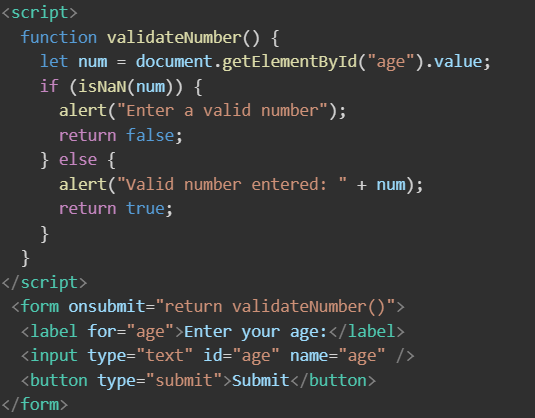 <script>
function validateNumber() {
let num = document.getElementById("age").value;
if (isNaN(num)) {
alert("Enter a valid number");
return false;
} else {
alert("Valid number entered: " + num);
return true;
}
}
</script>
<form onsubmit="return validateNumber()">
<label for="age">Enter your age:</label>
<input type="text" id="age" name="age" />
<button type="submit">Submit</button>
</form>